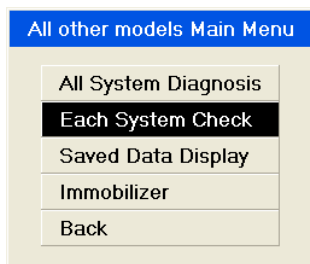 All other models Main Menu
All System Diagnosis
Each System Check
Saved Data Display
Immobilizer
Back